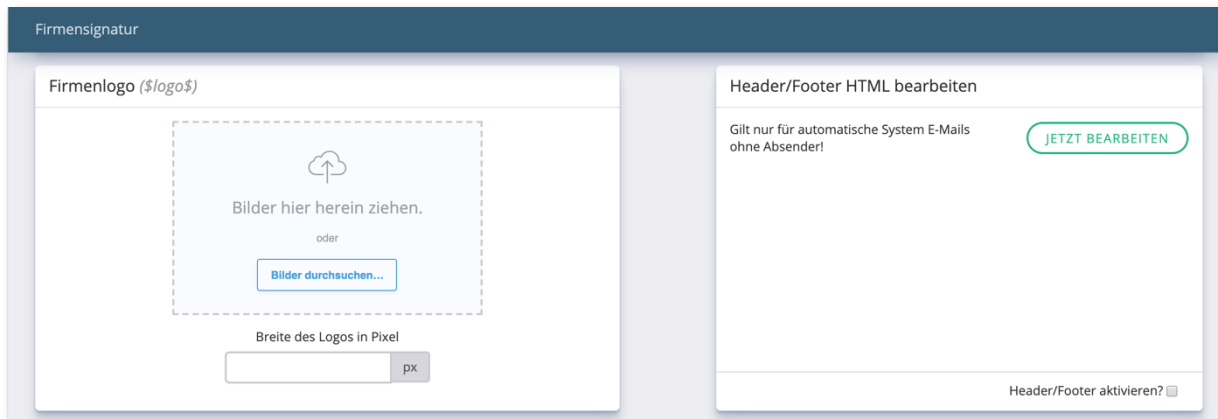 Firmensignatur
Firmenlogo ($logo$)
Bilder hier herein ziehen.
oder
Bilder durchsuchen...
Breite des Logos in Pixel
px
Header/Footer HTML bearbeiten
Gilt nur für automatische System E-Mails
ohne Absender!
JETZT BEARBEITEN
Header/Footer aktivieren?